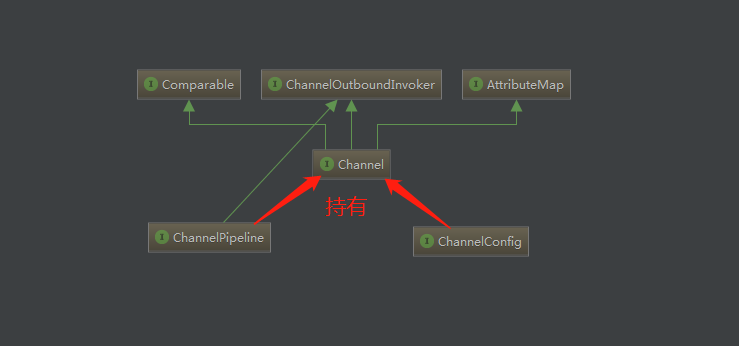 I Comparable
I ChannelOutboundInvoker
I AttributeMap
I Channel
持有
I ChannelPipeline
I ChannelConfig